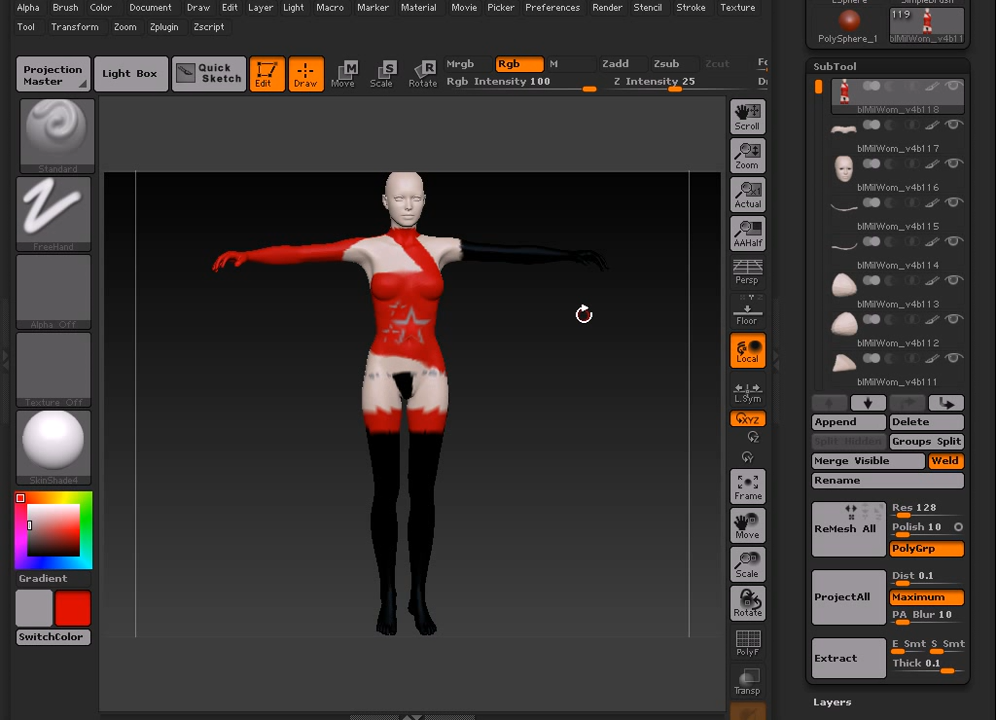 Alpha Brush Color Document Draw Edit Layer Light Macro Marker Material Movie Picker Preferences Render Stencil Stroke Texture
Tool Transform Zoom Zplugin Zscript
Projection Master
Light Box
Quick Sketch
Edit
Draw
Move
Scale
Rotate
Mrgb Rgb M Zadd Zsub Zcut
Rgb Intensity 100 Z Intensity 25
Standard
FreeHand
Alpha Off
Texture Off
SkinShade4
Gradient
SwitchColor
Scroll
Zoom
Actual
AAHalf
Persp
Floor
Local
L.Sym
XYZ
Frame
Move
Scale
Rotate
PolyF
Transp
PolySphere_1
119
SubTool
blMilWom_v4b118
blMilWom_v4b117
blMilWom_v4b116
blMilWom_v4b115
blMilWom_v4b114
blMilWom_v4b113
blMilWom_v4b112
blMilWom_v4b111
Append Delete
Split Hidden Groups Split
Merge Visible Weld
Rename
ReMesh All
Res 128
Polish 10
PolyGrp
ProjectAll
Dist 0.1
Maximum
PA Blur 10
Extract
E Smt S Smt
Thick 0.1
Layers